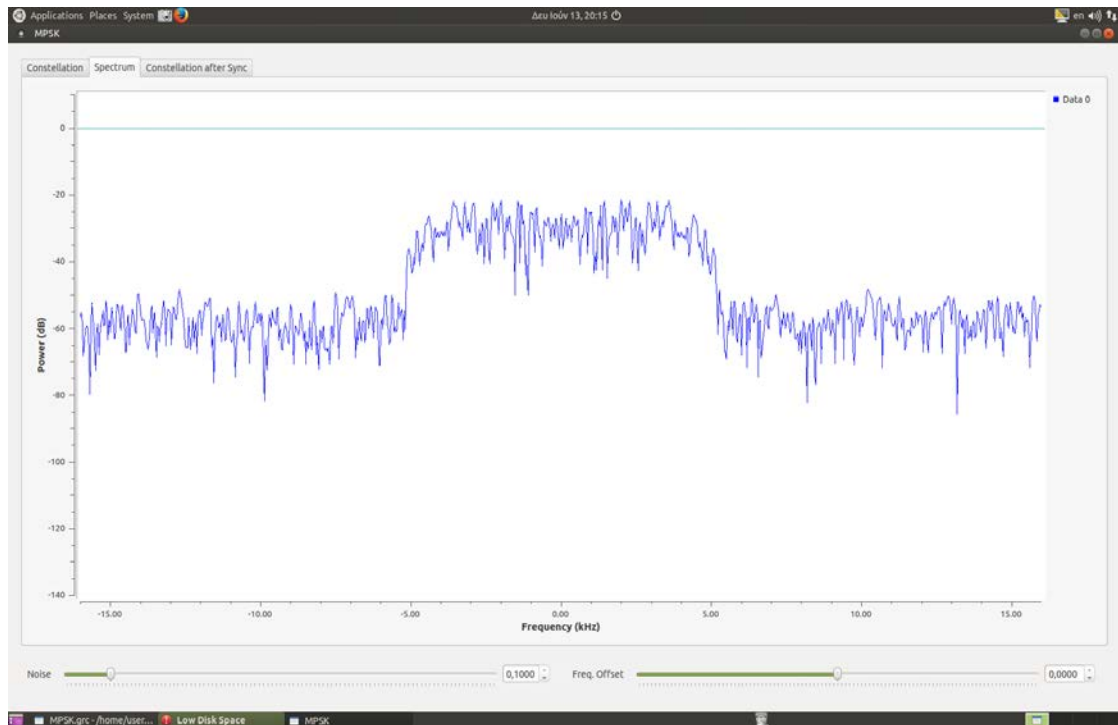 Applications Places System
Δευ Ιούν 13, 20:15
en
MPSK
Constellation
Spectrum
Constellation after Sync
Data 0
0
-20
-40
-60
-80
-100
-120
-140
Power (dB)
-15.00
-10.00
-5.00
0.00
5.00
10.00
15.00
Frequency (kHz)
Noise
0,1000
Freq. Offset
0,0000
MPSK.grc - /home/user...
Low Disk Space
MPSK